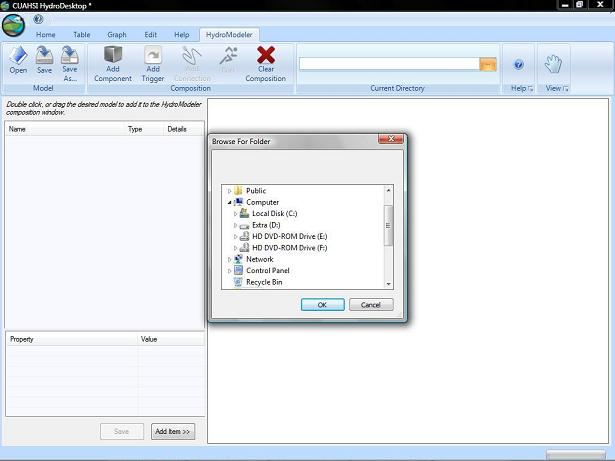 CUAHSI HydroDesktop *
Home Table Graph Edit Help HydroModeler
Open Save Save As... Add Component Add Trigger Add Connection Run Clear Composition
Model Composition Current Directory Help View
Double click, or drag the desired model to add it to the HydroModeler
composition window.
Name Type Details
Browse For Folder
Public
Computer
Local Disk (C:)
Extra (D:)
HD DVD-ROM Drive (E:)
HD DVD-ROM Drive (F:)
Network
Control Panel
Recycle Bin
OK Cancel
Property Value
Save Add Item >>